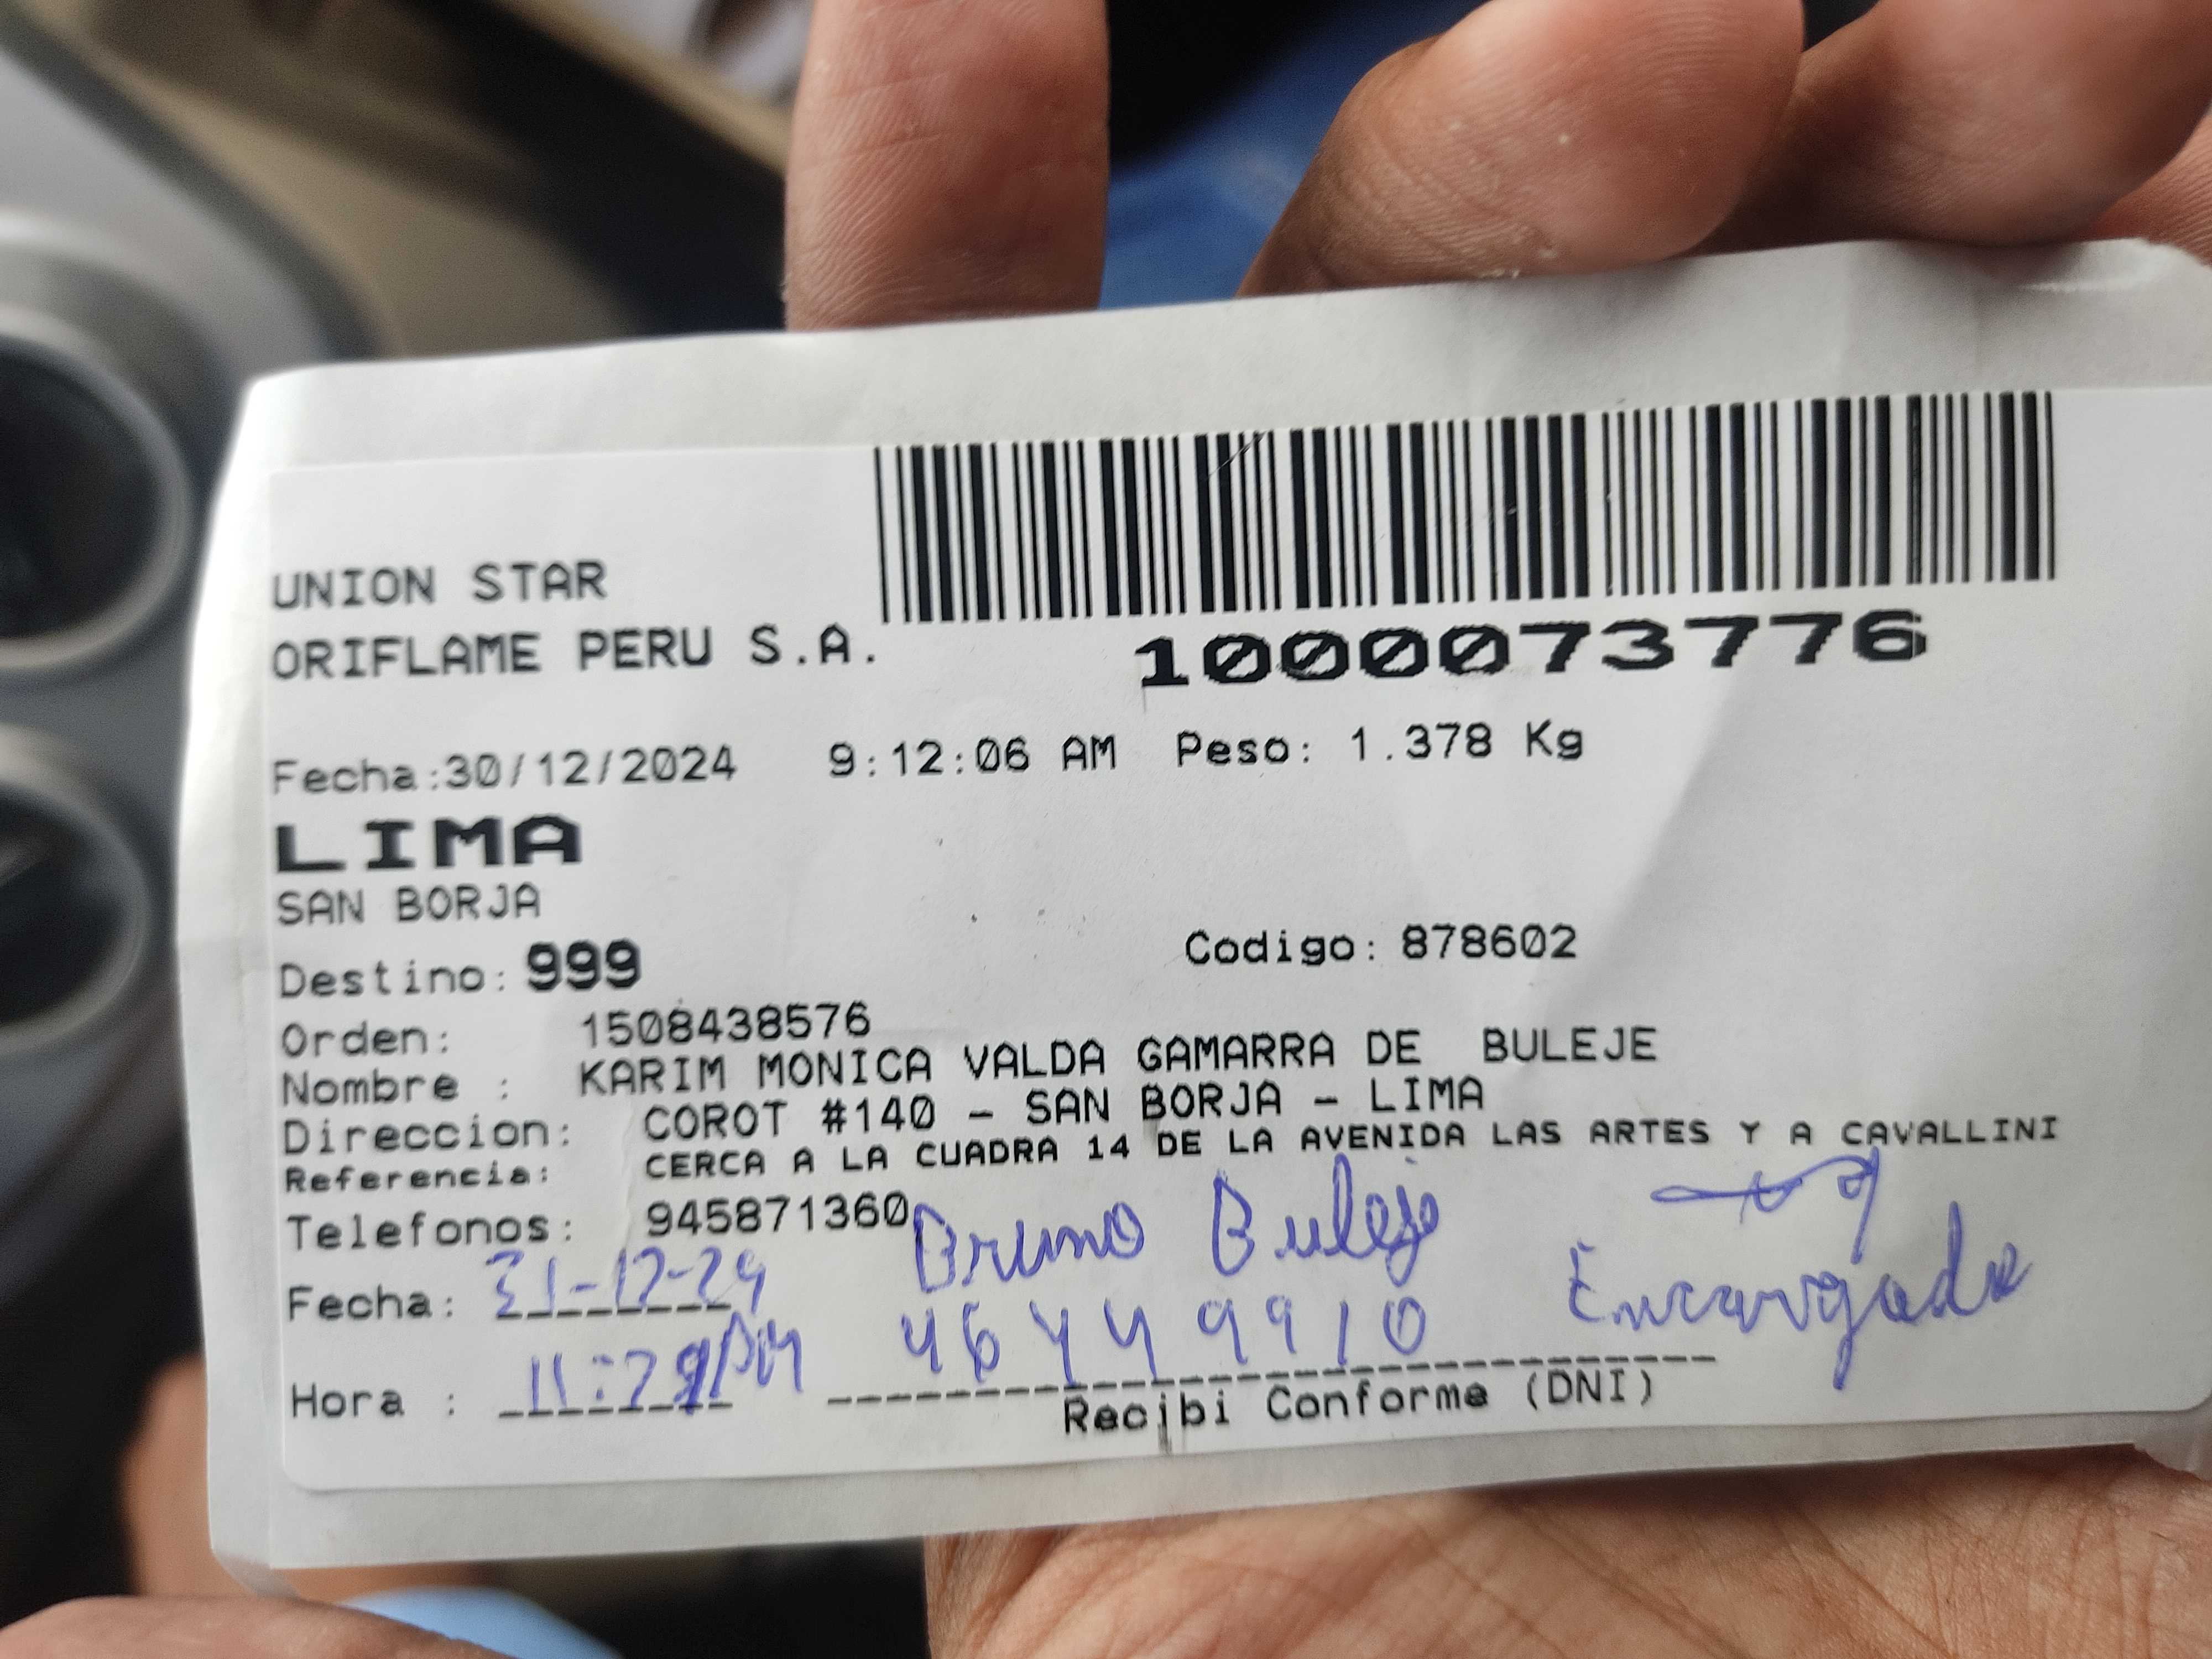 UNION STAR
ORIFLAME PERU S.A.
1000073776
Fecha:30/12/2024 9:12:06 AM Peso: 1.378 Kg
LIMA
SAN BORJA
Destino: 999 Codigo: 878602
Orden: 1508438576
Nombre : KARIM MONICA VALDA GAMARRA DE BULEJE
Direccion: COROT #140 - SAN BORJA - LIMA
Referencia: CERCA A LA CUADRA 14 DE LA AVENIDA LAS ARTES Y A CAVALLINI
Telefonos: 945871360
Bruno Buleje
Fecha: 31-12-24
46449910 Encargado
Hora :
Recibi Conforme (DNI)